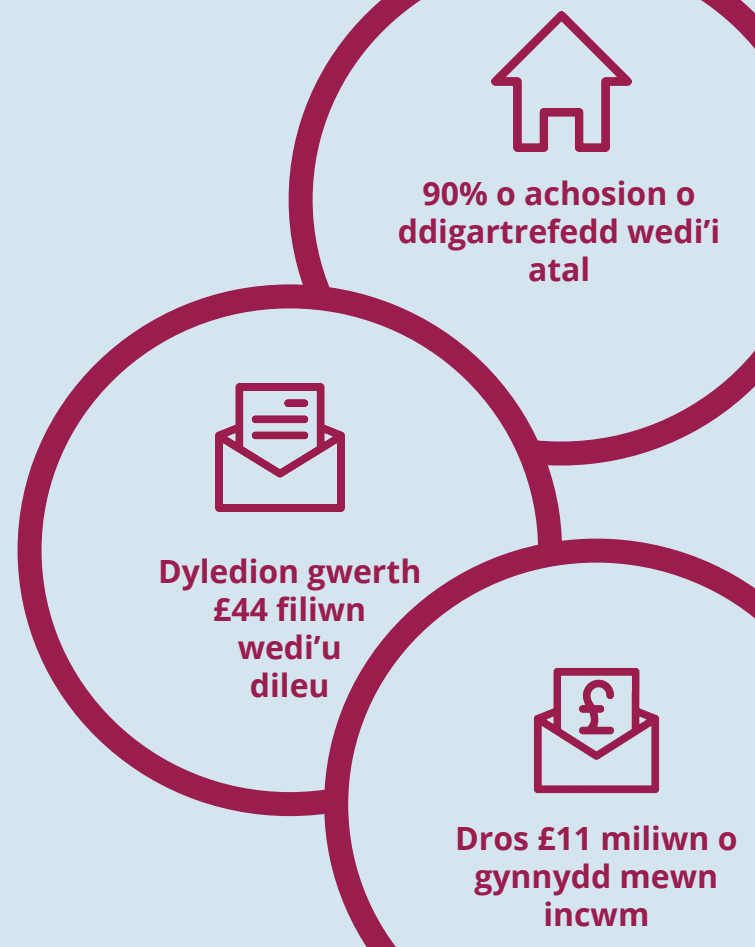 90% o achosion o
ddigartrefedd wedi’i
atal
Dyledion gwerth
£44 filiwn
wedi’u
dileu
£
Dros £11 miliwn o
gynnydd mewn
incwm